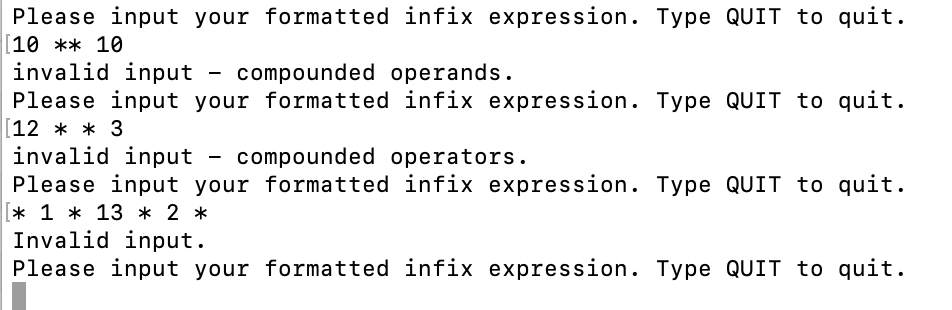 Please input your formatted infix expression. Type QUIT to quit.
[10 ** 10
invalid input – compounded operands.
Please input your formatted infix expression. Type QUIT to quit.
[12 * * 3
invalid input – compounded operators.
Please input your formatted infix expression. Type QUIT to quit.
[* 1 * 13 * 2 *
Invalid input.
Please input your formatted infix expression. Type QUIT to quit.